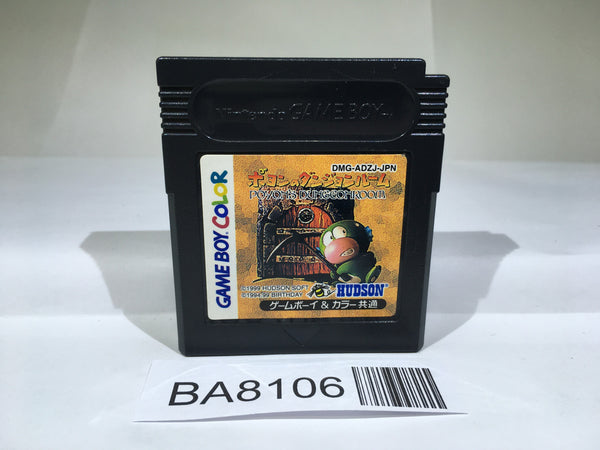 Nintendo GAME BOY™
DMG-ADZJ-JPN
ポヨンのダンジョンルーム
POYON'S DUNGEON ROOM
GAME BOY COLOR
©1999 HUDSON SOFT
©1994,99 BIRTHDAY
HUDSON
ゲームボーイ & カラー共通
BA8106